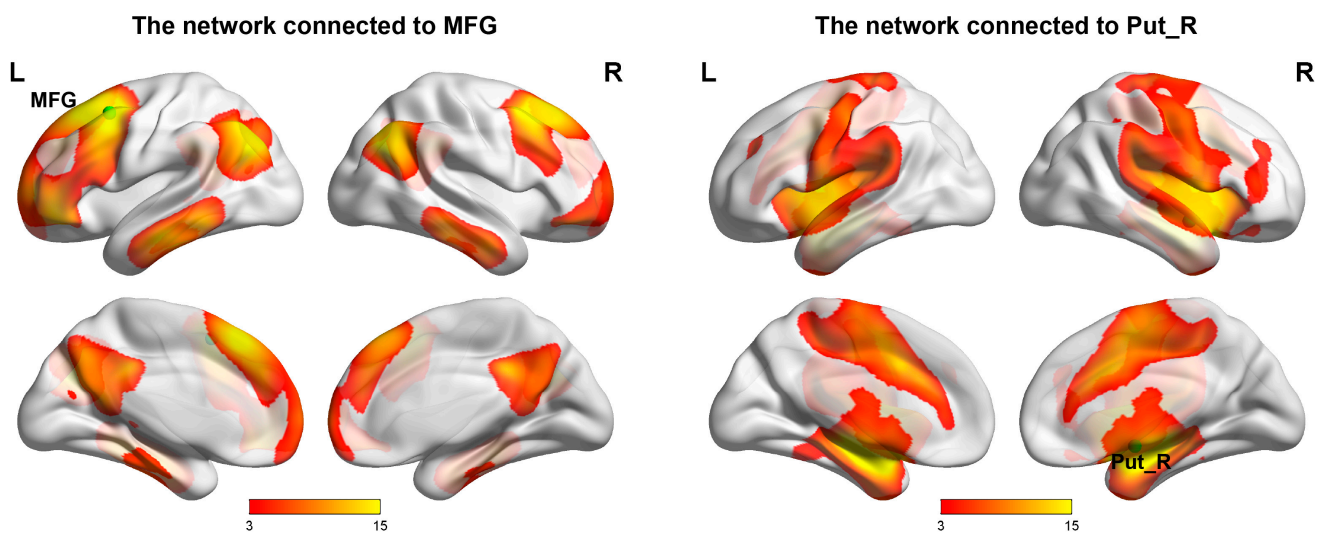 The network connected to MFG
The network connected to Put_R
L
R
L
R
MFG
Put_R
3
15
3
15